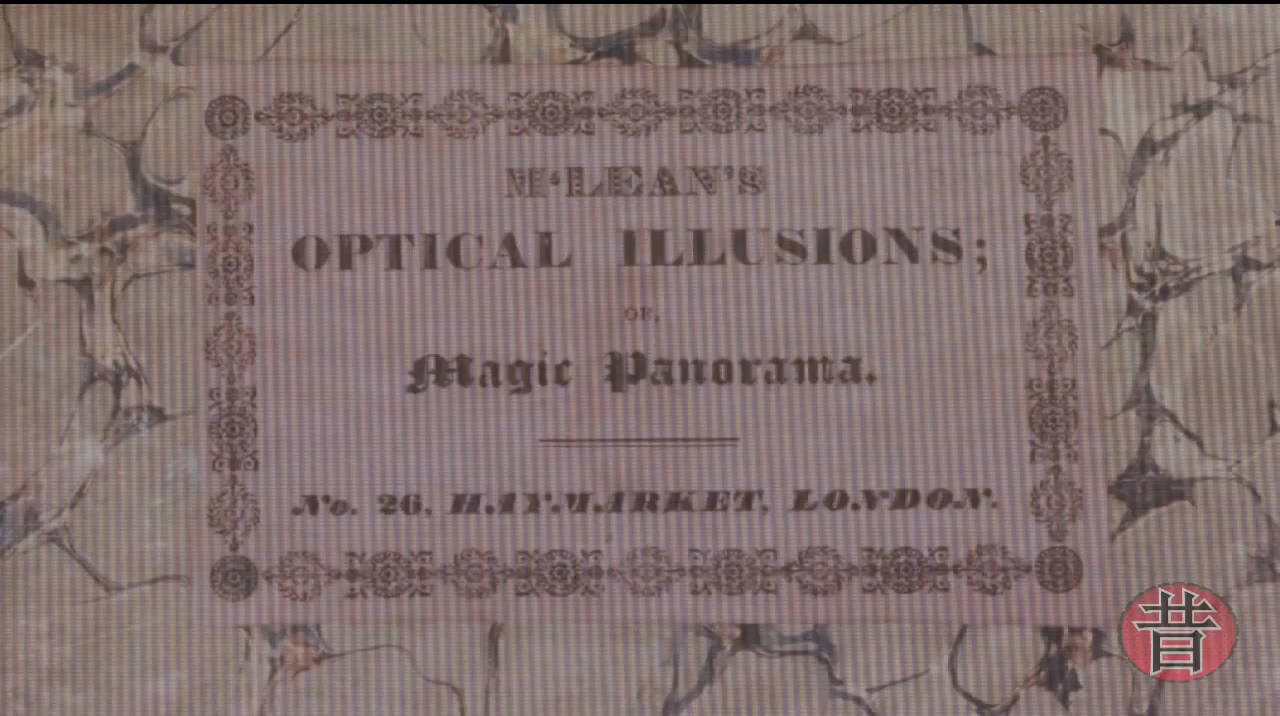 M·LEAN'S
OPTICAL ILLUSIONS;
OR,
Magic Panorama.
No. 26, HAYMARKET, LONDON.
昔